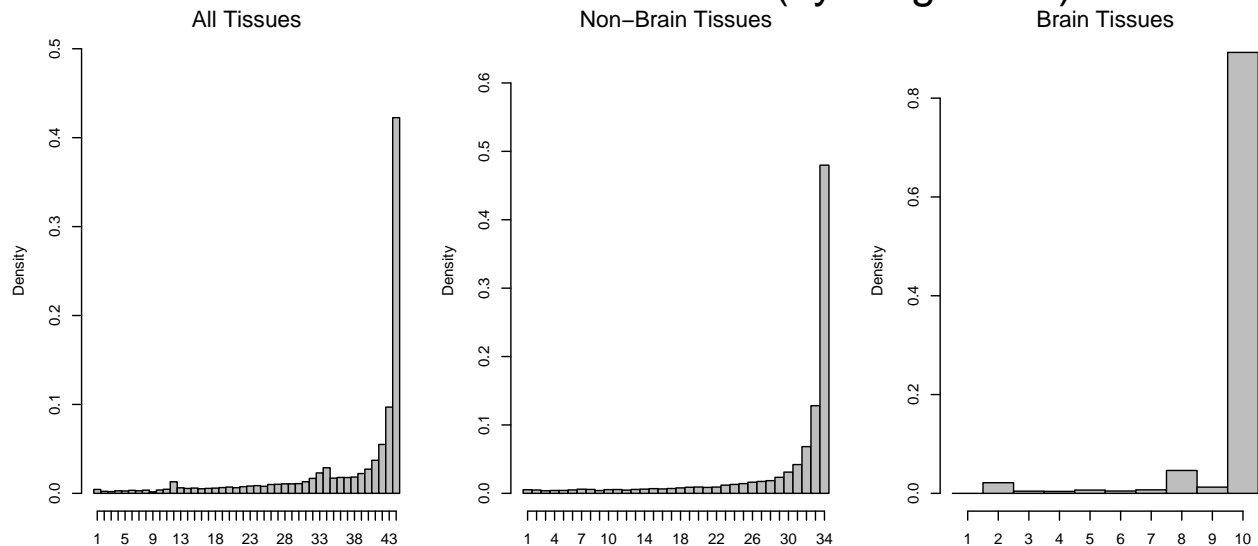 All Tissues
Non−Brain Tissues
Brain Tissues
Density
0.0 0.1 0.2 0.3 0.4 0.5
1 5 9 13 18 23 28 33 38 43
Density
0.0 0.1 0.2 0.3 0.4 0.5 0.6
1 4 7 10 14 18 22 26 30 34
Density
0.0 0.2 0.4 0.6 0.8
1 2 3 4 5 6 7 8 9 10